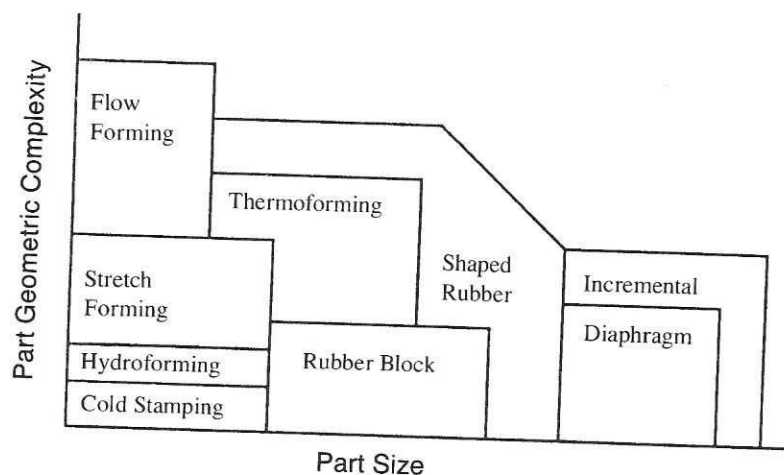 Part Geometric Complexity
Flow
Forming
Thermoforming
Stretch
Forming
Shaped
Rubber
Incremental
Diaphragm
Hydroforming
Rubber Block
Cold Stamping
Part Size